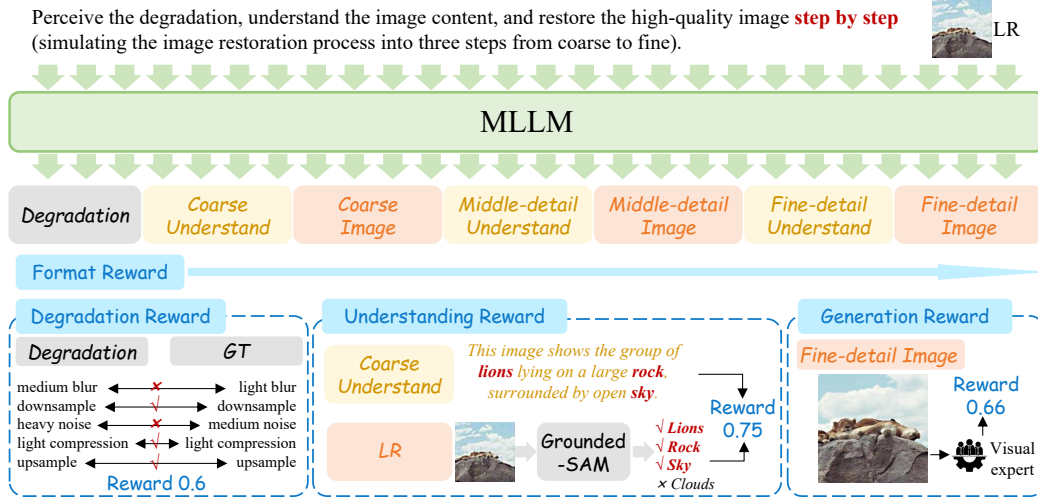 Perceive the degradation, understand the image content, and restore the high-quality image step by step
(simulating the image restoration process into three steps from coarse to fine).
LR
MLLM
Degradation
Coarse
Understand
Coarse
Image
Middle-detail
Understand
Middle-detail
Image
Fine-detail
Understand
Fine-detail
Image
Format Reward
Degradation Reward
Degradation
GT
medium blur × light blur
downsample √ downsample
heavy noise × medium noise
light compression √ light compression
upsample √ upsample
Reward 0.6
Understanding Reward
Coarse
Understand
This image shows the group of
lions lying on a large rock,
surrounded by open sky.
LR
Grounded
-SAM
√ Lions
√ Rock
√ Sky
× Clouds
Reward
0.75
Generation Reward
Fine-detail Image
Reward
0.66
Visual
expert